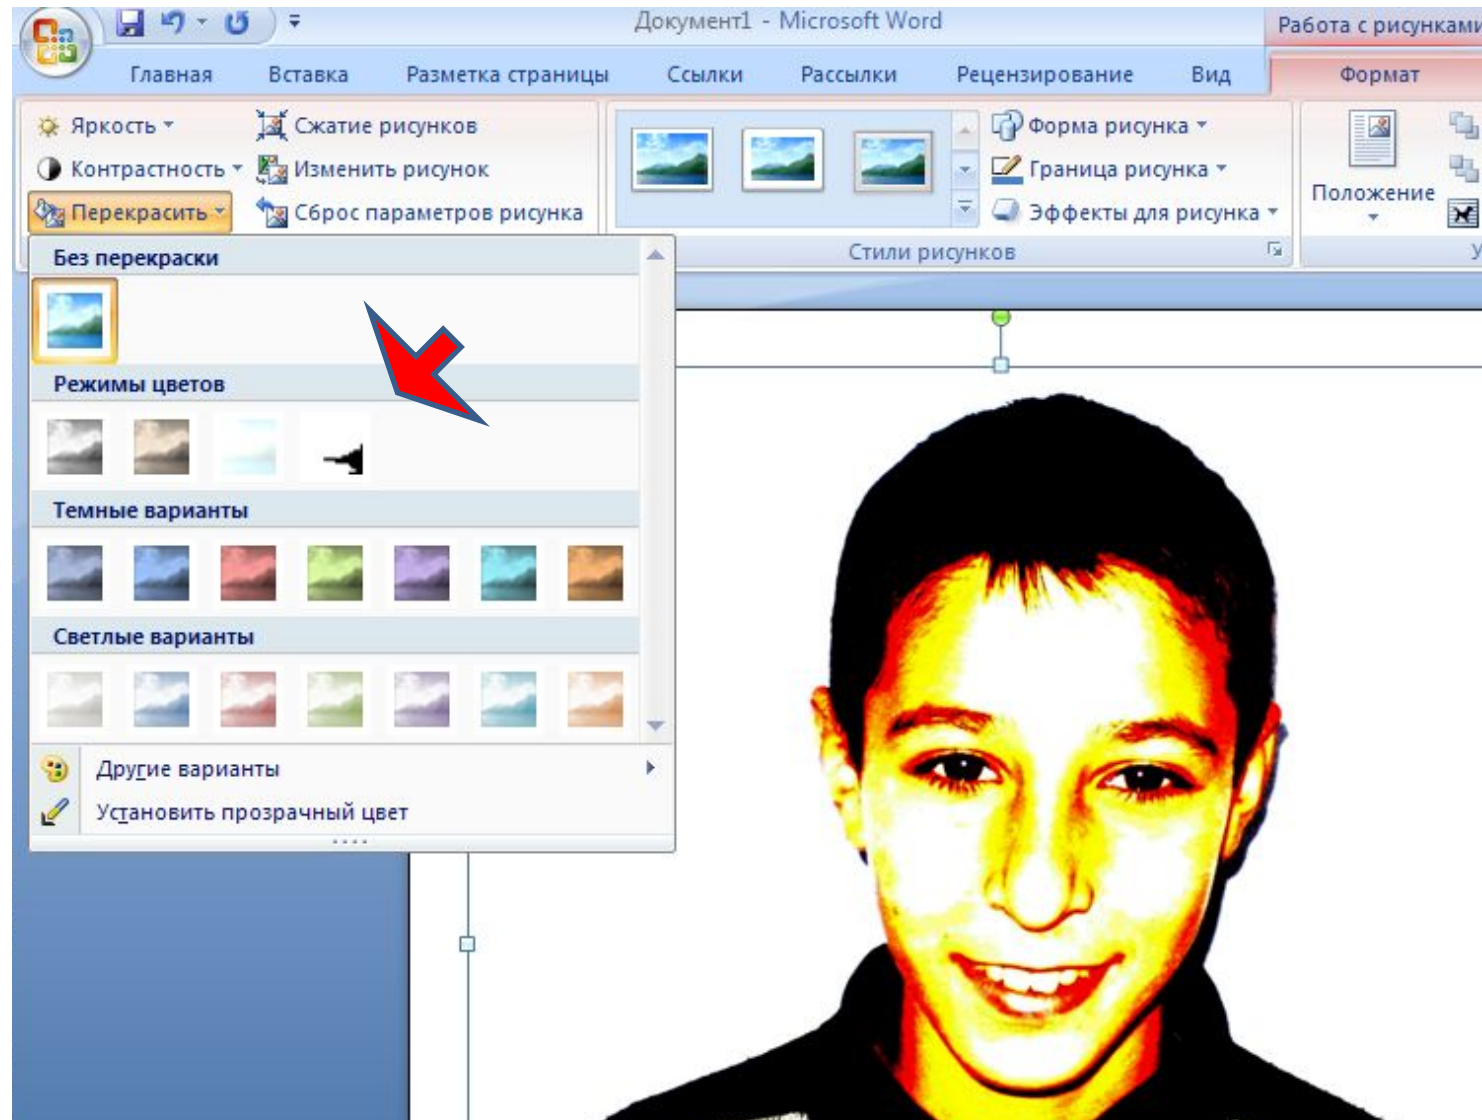 Документ1 - Microsoft Word
Работа с рисунками
Главная Вставка Разметка страницы Ссылки Рассылки Рецензирование Вид Формат
Яркость
Сжатие рисунков
Контрастность
Изменить рисунок
Перекрасить
Сброс параметров рисунка
Форма рисунка
Граница рисунка
Эффекты для рисунка
Стили рисунков
Положение
Без перекраски
Режимы цветов
Темные варианты
Светлые варианты
Другие варианты
Установить прозрачный цвет